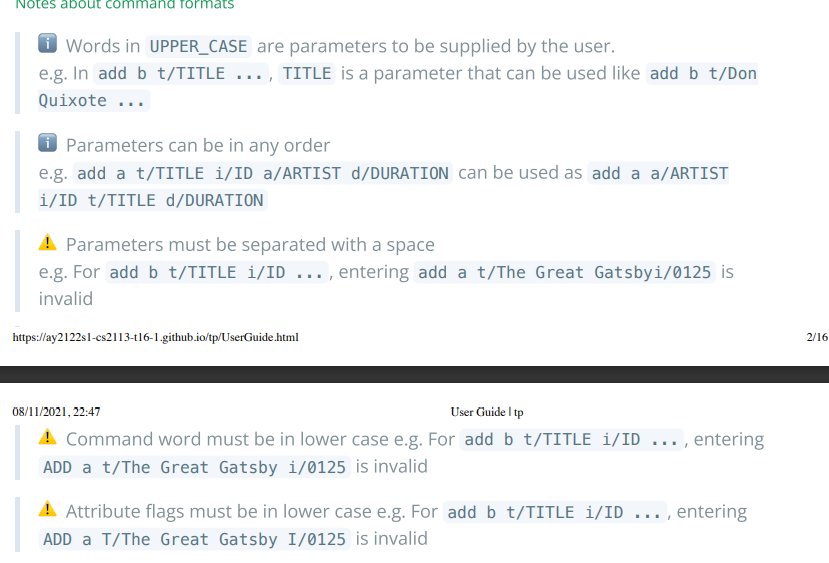 Notes about command formats
Words in UPPER_CASE are parameters to be supplied by the user.
e.g. In add b t/TITLE ..., TITLE is a parameter that can be used like add b t/Don
Quixote ...
Parameters can be in any order
e.g. add a t/TITLE i/ID a/ARTIST d/DURATION can be used as add a a/ARTIST
i/ID t/TITLE d/DURATION
Parameters must be separated with a space
e.g. For add b t/TITLE i/ID ..., entering add a t/The Great Gatsbyi/0125 is
invalid
https://ay2122s1-cs2113-t16-1.github.io/tp/UserGuide.html 2/16
08/11/2021, 22:47 User Guide | tp
Command word must be in lower case e.g. For add b t/TITLE i/ID ..., entering
ADD a t/The Great Gatsby i/0125 is invalid
Attribute flags must be in lower case e.g. For add b t/TITLE i/ID ..., entering
ADD a T/The Great Gatsby I/0125 is invalid